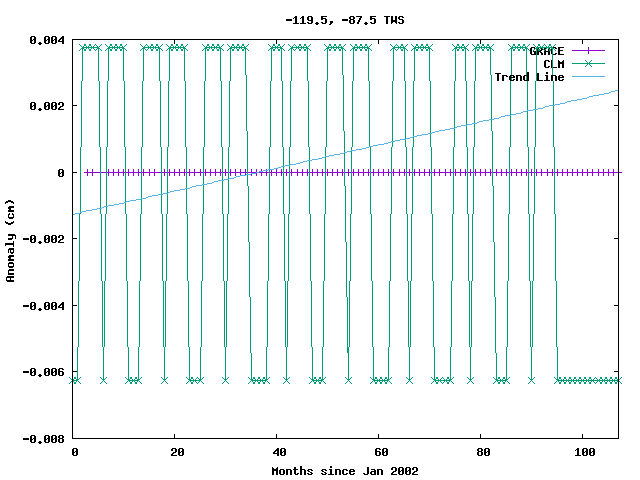 -119.5, -87.5 TWS
GRACE
CLM
Trend Line
0.004
0.002
0
-0.002
-0.004
-0.006
-0.008
Anomaly (cm)
0 20 40 60 80 100
Months since Jan 2002